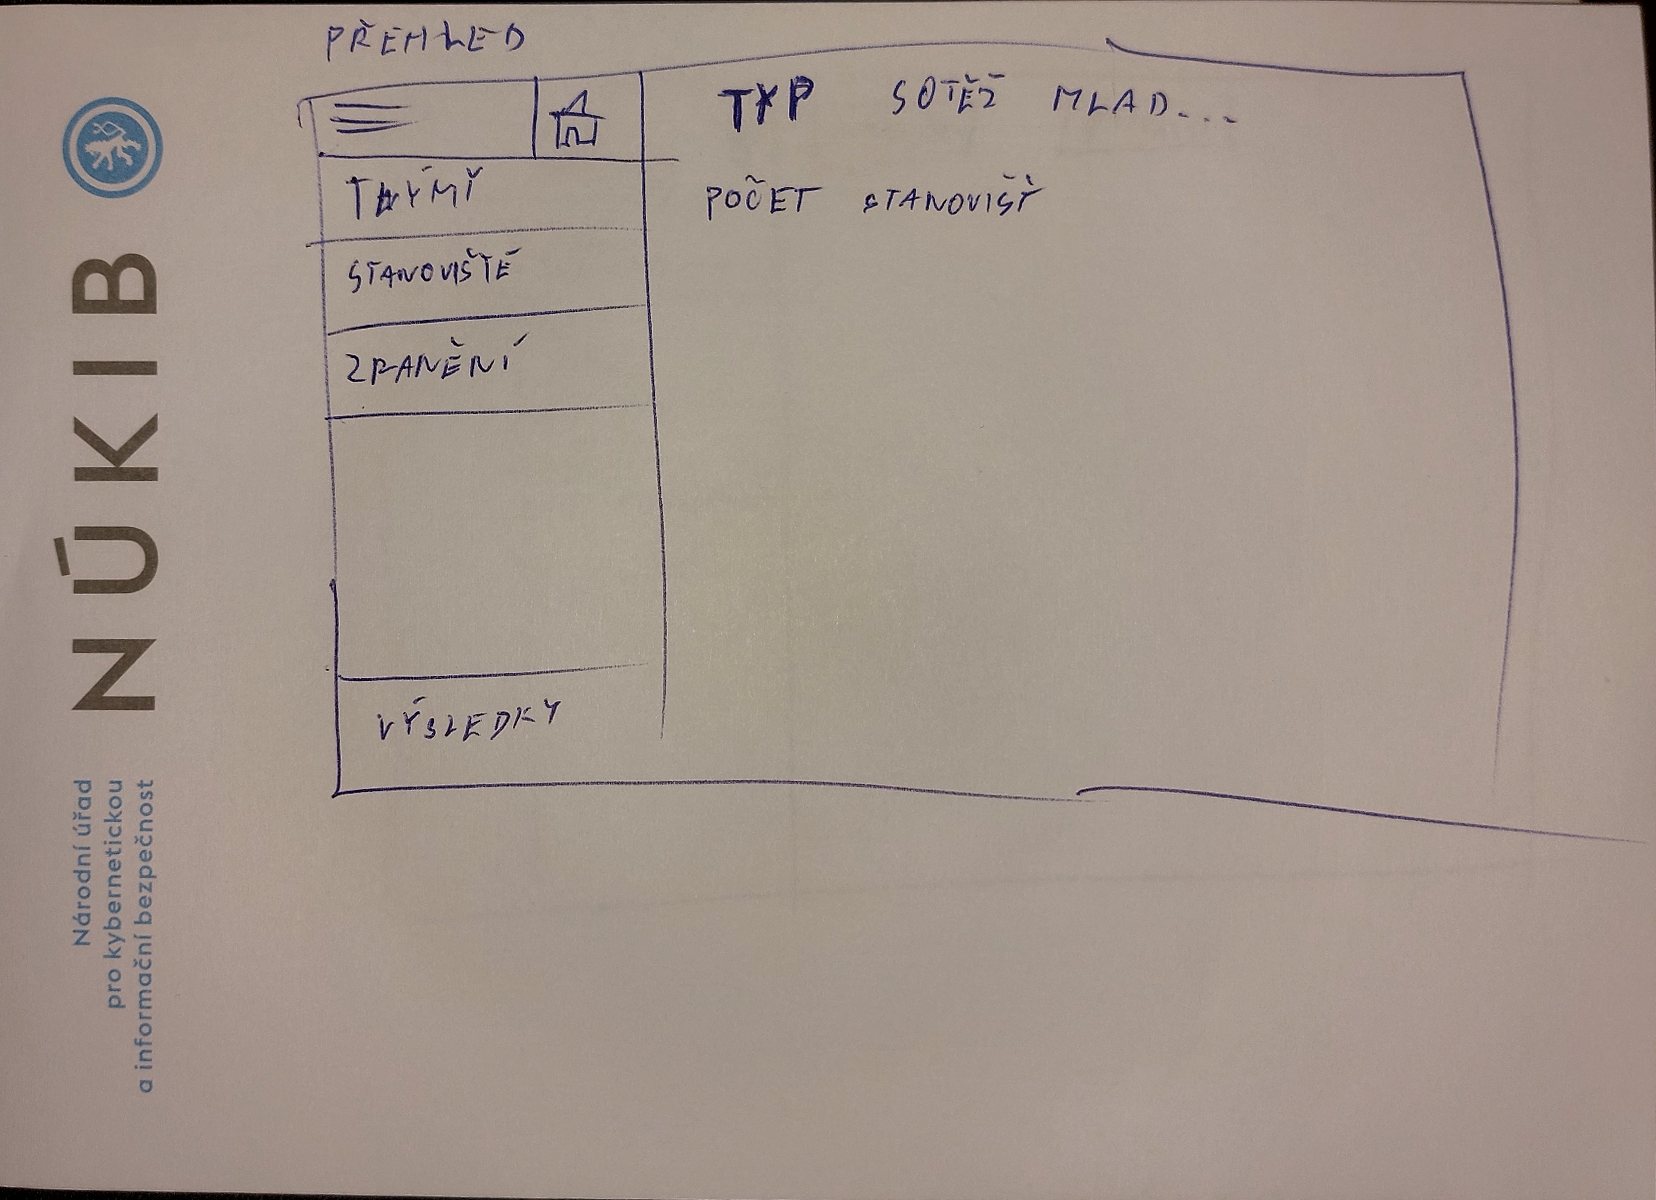 PŘEHLED
TYP SOTĚŽ MLAD...
POČET STANOVIŠŤ
TÝMY
STANOVIŠTĚ
ZRANĚNÍ
VÝSLEDKY
NÚKIB
Národní úřad
pro kybernetickou
a informační bezpečnost